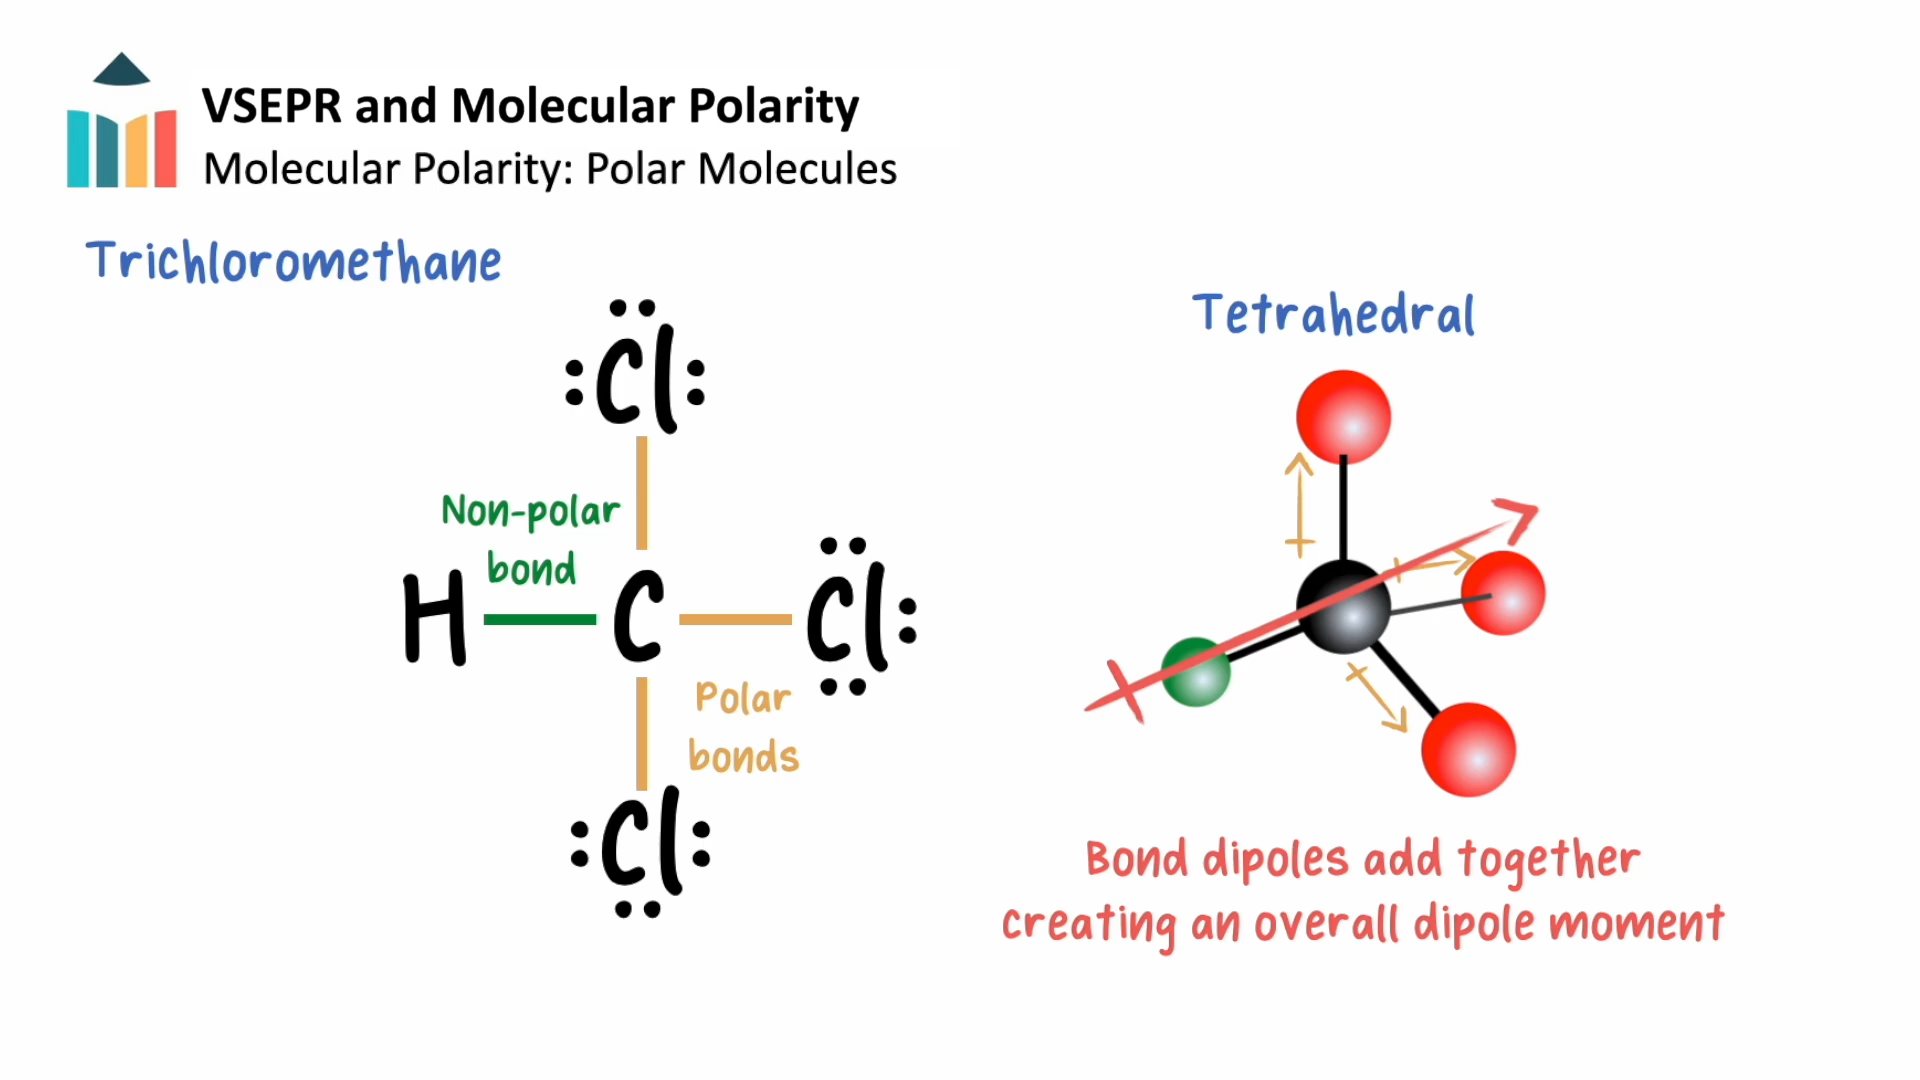 VSEPR and Molecular Polarity
Molecular Polarity: Polar Molecules
Trichloromethane
Tetrahedral
Cl
Non-polar
bond
H
C
Cl
Polar
bonds
Cl
Bond dipoles add together
creating an overall dipole moment